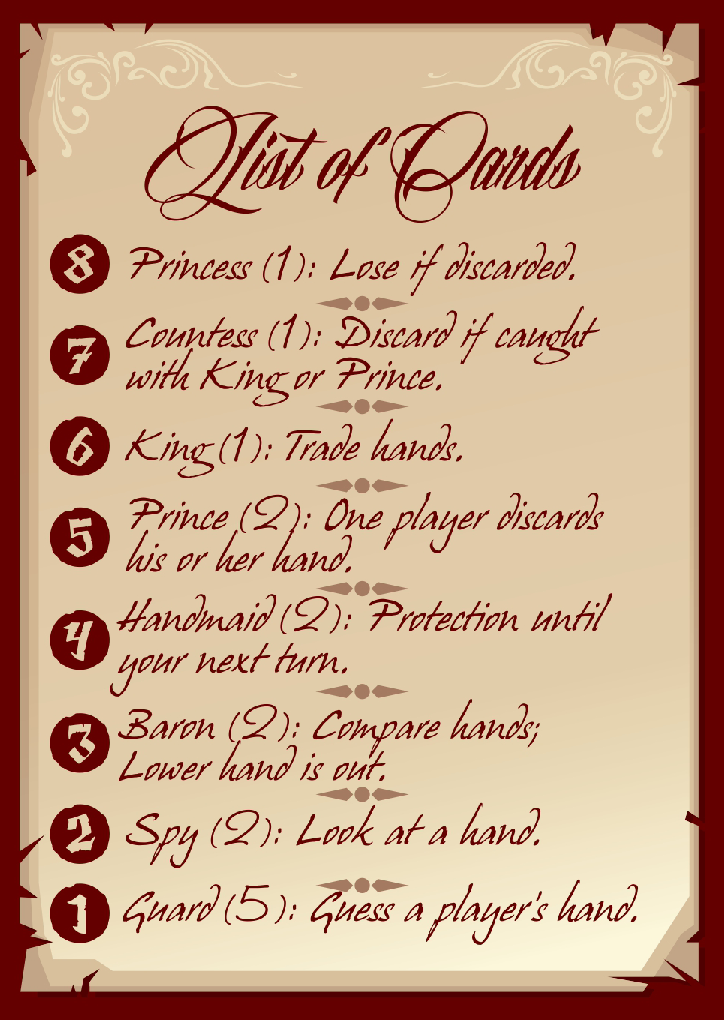 List of Cards
8 Princess (1): Lose if discarded.
7 Countess (1): Discard if caught
with King or Prince.
6 King (1): Trade hands.
5 Prince (2): One player discards
his or her hand.
4 Handmaid (2): Protection until
your next turn.
3 Baron (2): Compare hands;
Lower hand is out.
2 Spy (2): Look at a hand.
1 Guard (5): Guess a player's hand.